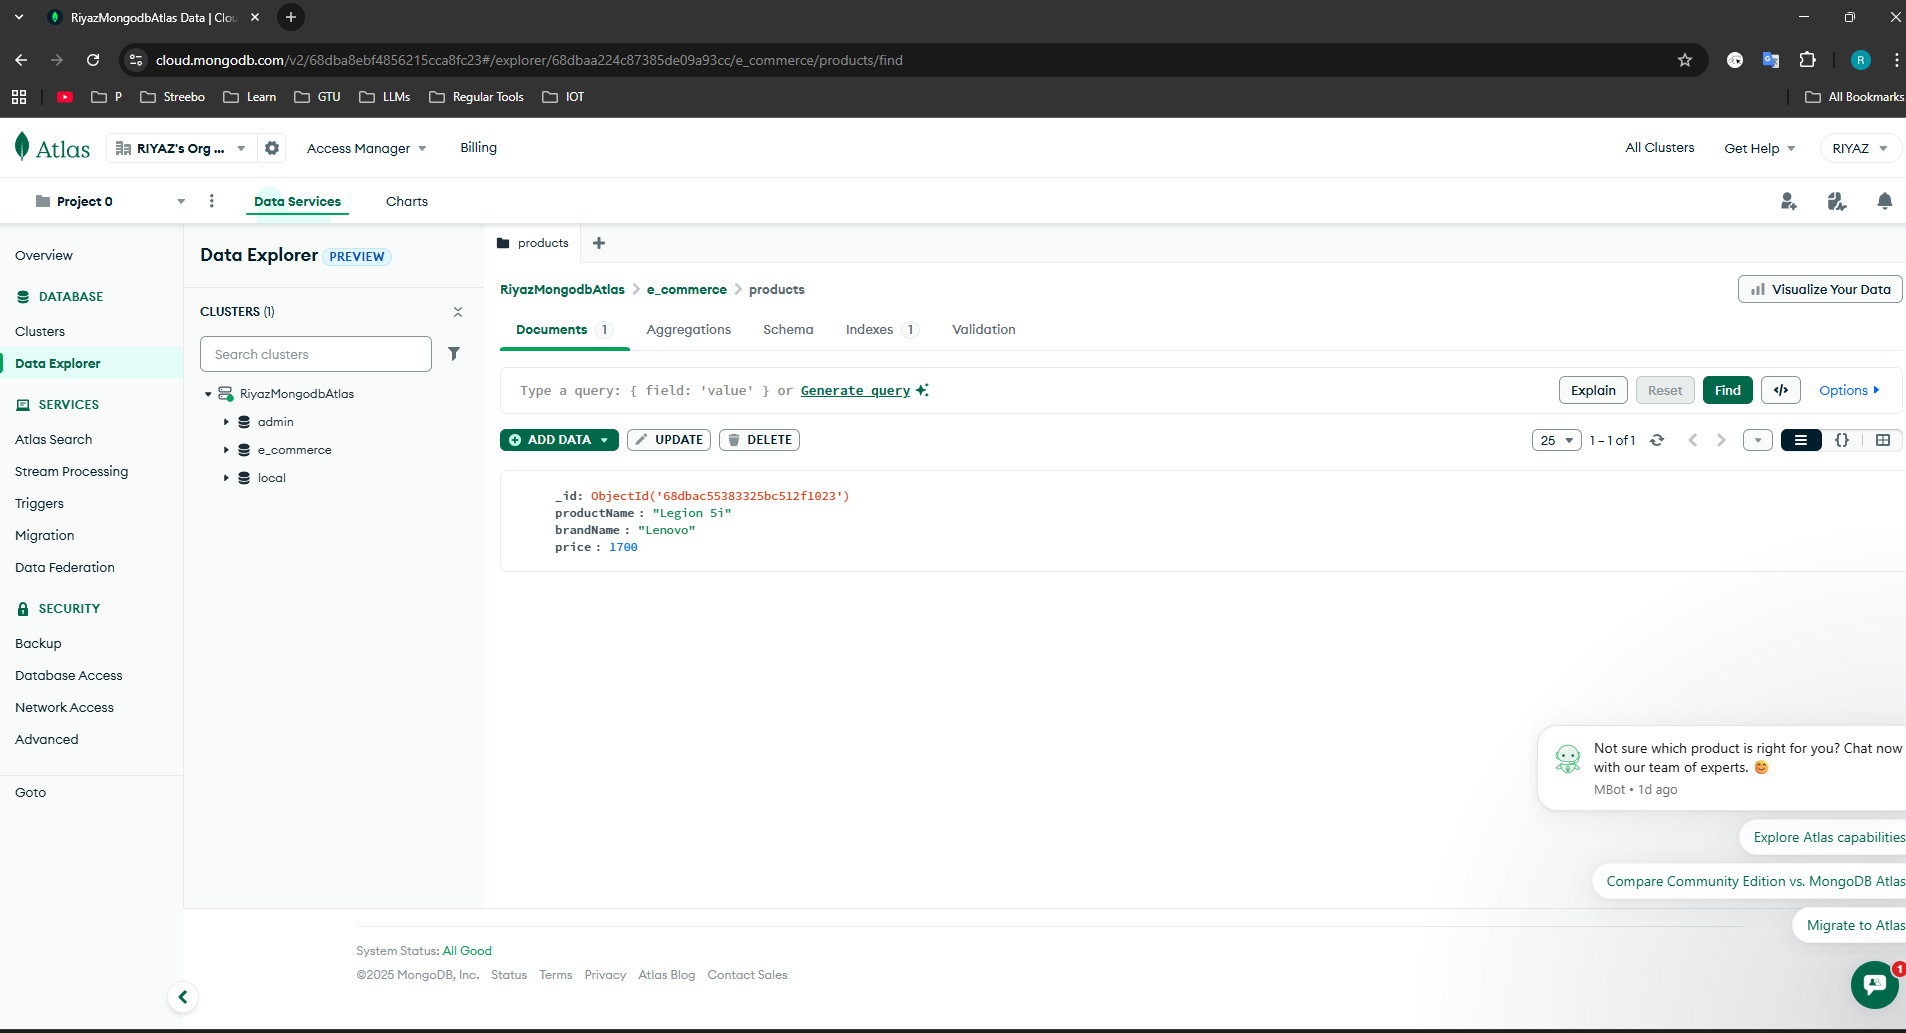 RiyazMongodbAtlas Data | Clou
cloud.mongodb.com/v2/68dba8ebf4856215cca8fc23#/explorer/68dbaa224c87385de09a93cc/e_commerce/products/find
R
P Streebo Learn GTU LLMs Regular Tools IOT All Bookmarks
Atlas RIYAZ's Org ... Access Manager Billing All Clusters Get Help RIYAZ
Project 0 Data Services Charts
Overview
DATABASE
Clusters
Data Explorer
SERVICES
Atlas Search
Stream Processing
Triggers
Migration
Data Federation
SECURITY
Backup
Database Access
Network Access
Advanced
Goto
Data Explorer PREVIEW
CLUSTERS (1)
Search clusters
RiyazMongodbAtlas
admin
e_commerce
local
products
RiyazMongodbAtlas > e_commerce > products
Visualize Your Data
Documents 1 Aggregations Schema Indexes 1 Validation
Type a query: { field: 'value' } or Generate query
Explain Reset Find </> Options
ADD DATA UPDATE DELETE
25 1 – 1 of 1 {}
_id: ObjectId('68dbac55383325bc512f1023')
productName : "Legion 5i"
brandName : "Lenovo"
price : 1700
Not sure which product is right for you? Chat now
with our team of experts. 😊
MBot • 1d ago
Explore Atlas capabilities
Compare Community Edition vs. MongoDB Atlas
Migrate to Atlas
1
System Status: All Good
©2025 MongoDB, Inc. Status Terms Privacy Atlas Blog Contact Sales